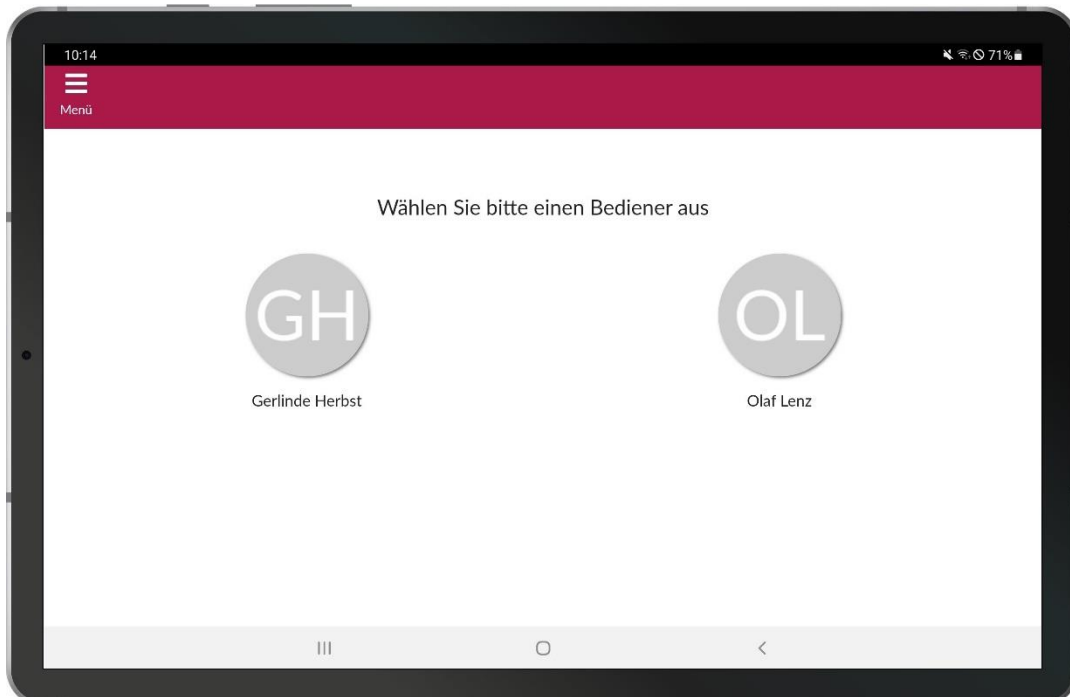 10:14
71%
Menü
Wählen Sie bitte einen Bediener aus
GH
OL
Gerlinde Herbst
Olaf Lenz